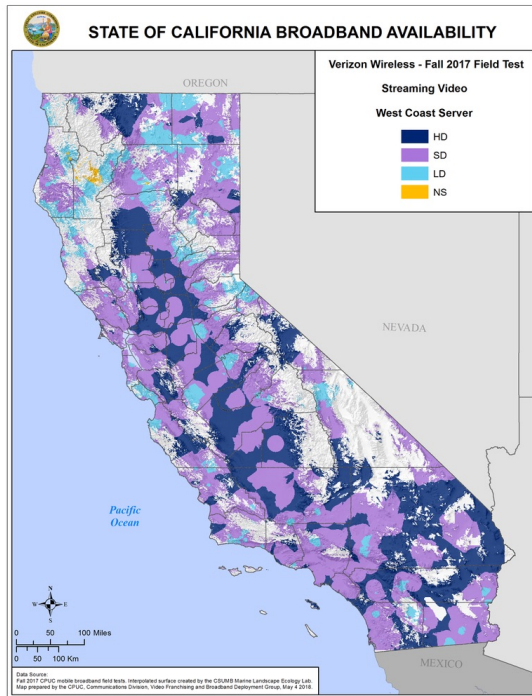 STATE OF CALIFORNIA BROADBAND AVAILABILITY
Verizon Wireless - Fall 2017 Field Test
Streaming Video
West Coast Server
HD
SD
LD
NS
OREGON
NEVADA
Pacific
Ocean
N
W E
S
0 50 100 Miles
0 50 100 Km
MEXICO
Data Source:
Fall 2017 CPUC mobile broadband field tests. Interpolated surface created by the CSUMB Marine Landscape Ecology Lab.
Map prepared by the CPUC, Communications Division, Video Franchising and Broadband Deployment Group, May 4 2018.